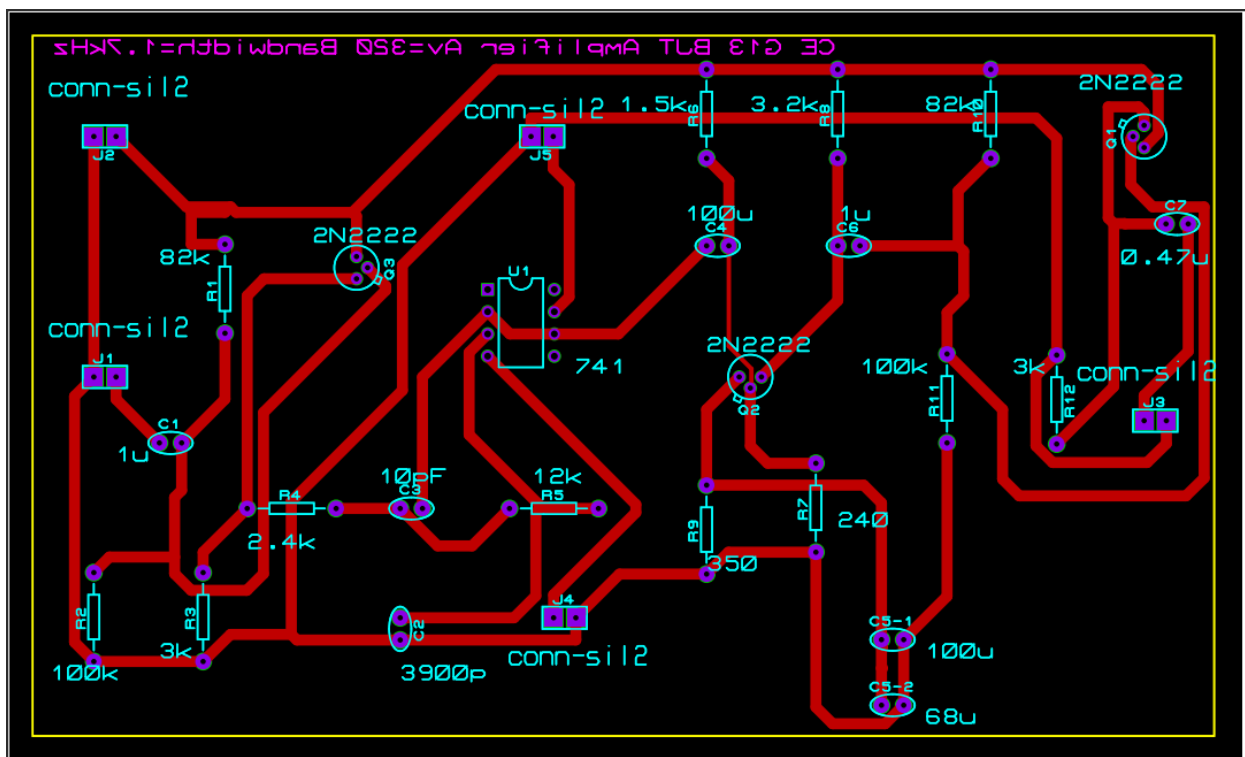 CE G13 BJT Amplifier Av=320 Bandwidth=1.7kHz
conn-sil2
J2
conn-sil2
J5
1.5k
R6
3.2k
R8
82k
R10
2N2222
Q1
82k
R1
2N2222
Q3
100u
C4
1u
C6
C7
0.47u
U1
741
conn-sil2
J1
2N2222
Q2
100k
R11
3k
R12
conn-sil2
J3
C1
1u
10pF
C3
12k
R5
R4
2.4k
R9
350
R7
240
R2
100k
R3
3k
C2
3900p
J4
conn-sil2
C5-1
100u
C5-2
68u